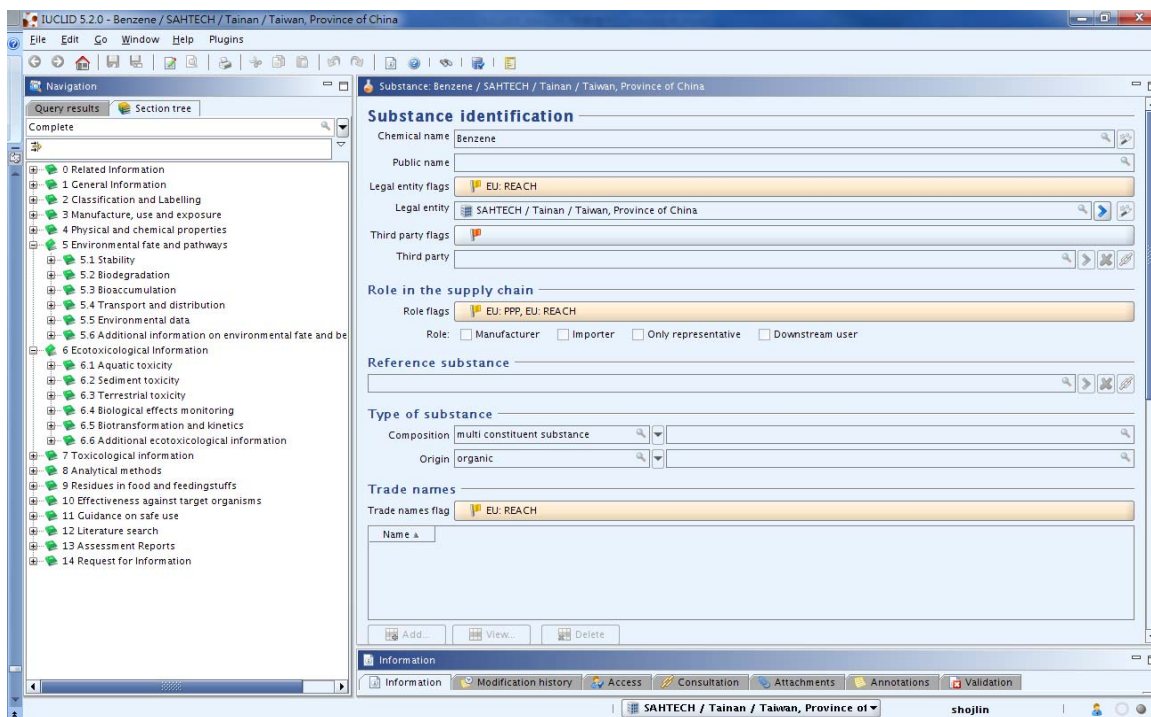 IUCLID 5.2.0 - Benzene / SAHTECH / Tainan / Taiwan, Province of China
File Edit Go Window Help Plugins
Navigation
Query results Section tree
Complete
0 Related Information
1 General Information
2 Classification and Labelling
3 Manufacture, use and exposure
4 Physical and chemical properties
5 Environmental fate and pathways
5.1 Stability
5.2 Biodegradation
5.3 Bioaccumulation
5.4 Transport and distribution
5.5 Environmental data
5.6 Additional information on environmental fate and be
6 Ecotoxicological Information
6.1 Aquatic toxicity
6.2 Sediment toxicity
6.3 Terrestrial toxicity
6.4 Biological effects monitoring
6.5 Biotransformation and kinetics
6.6 Additional ecotoxicological information
7 Toxicological information
8 Analytical methods
9 Residues in food and feedingstuffs
10 Effectiveness against target organisms
11 Guidance on safe use
12 Literature search
13 Assessment Reports
14 Request for Information
Substance: Benzene / SAHTECH / Tainan / Taiwan, Province of China
Substance identification
Chemical name Benzene
Public name
Legal entity flags EU: REACH
Legal entity SAHTECH / Tainan / Taiwan, Province of China
Third party flags
Third party
Role in the supply chain
Role flags EU: PPP, EU: REACH
Role: Manufacturer Importer Only representative Downstream user
Reference substance
Type of substance
Composition multi constituent substance
Origin organic
Trade names
Trade names flag EU: REACH
Name
Add... View... Delete
Information
Information Modification history Access Consultation Attachments Annotations Validation
SAHTECH / Tainan / Taiwan, Province of shojlin